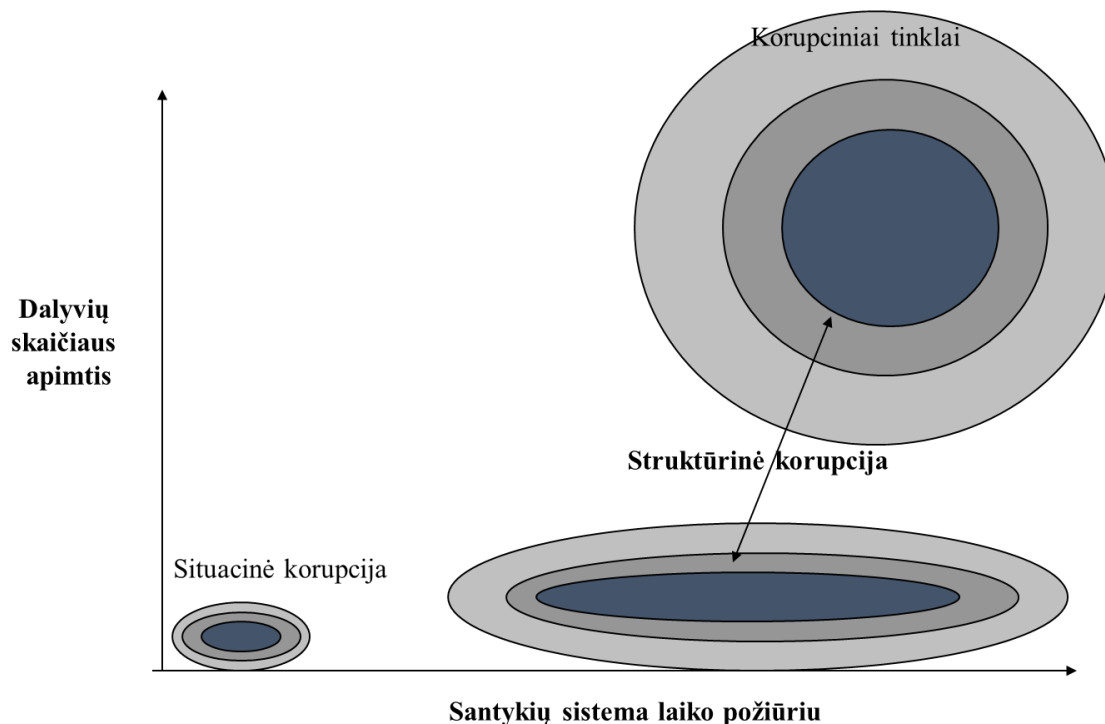 Korupciniai tinklai
Dalyvių
skaičiaus
apimtis
Struktūrinė korupcija
Situacinė korupcija
Santykių sistema laiko požiūriu